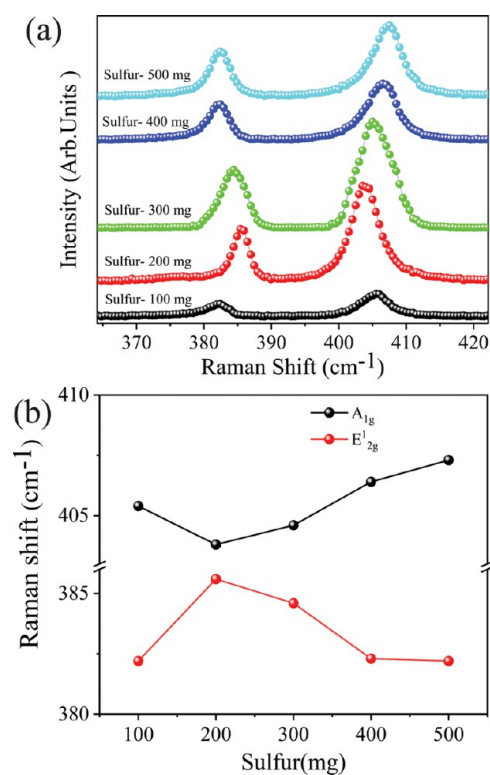 (a)
Sulfur- 500 mg
Sulfur- 400 mg
Sulfur- 300 mg
Sulfur- 200 mg
Sulfur- 100 mg
Intensity (Arb.Units)
370 380 390 400 410 420
Raman Shift (cm-1)
(b)
410
405
385
380
A1g
E12g
Raman shift (cm-1)
100 200 300 400 500
Sulfur(mg)